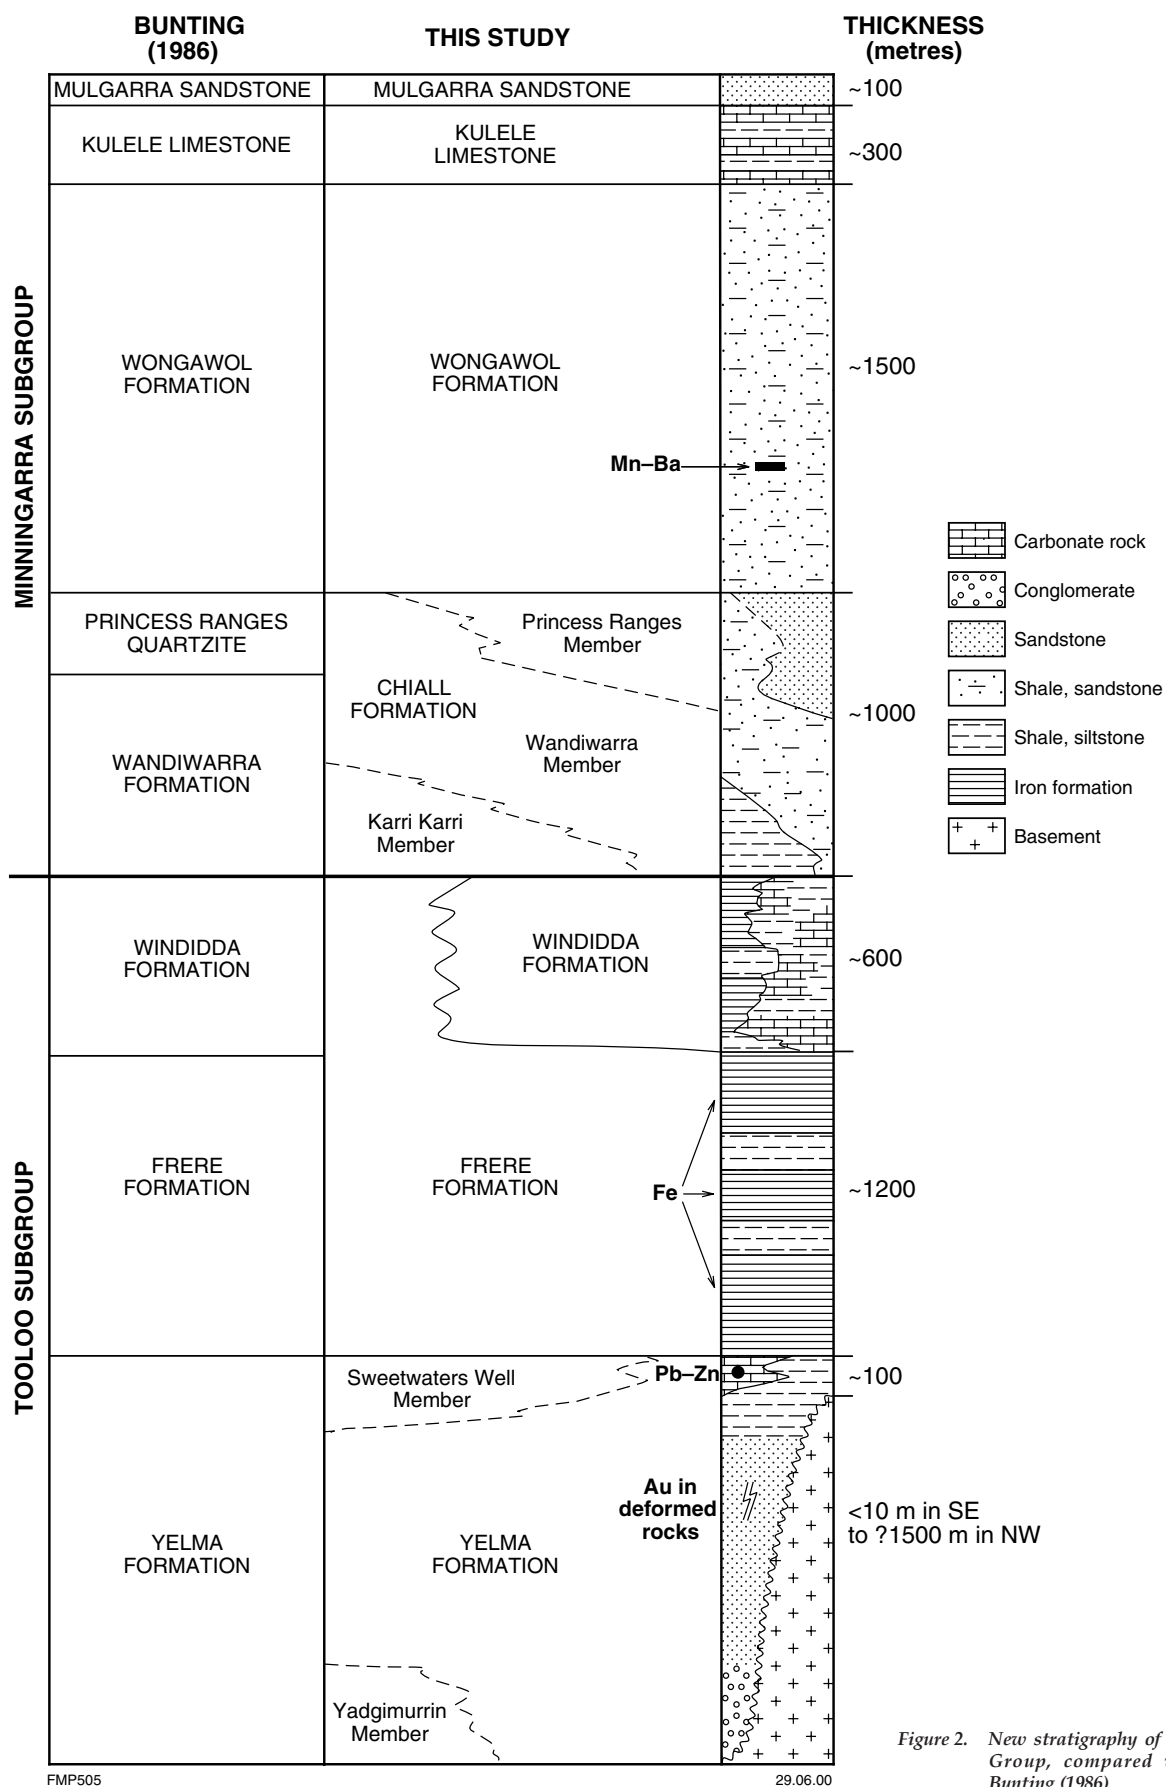 BUNTING
(1986)
THIS STUDY
THICKNESS
(metres)
MINNINGARRA SUBGROUP
MULGARRA SANDSTONE
MULGARRA SANDSTONE
~100
KULELE LIMESTONE
KULELE
LIMESTONE
~300
WONGAWOL
FORMATION
WONGAWOL
FORMATION
~1500
Mn–Ba
PRINCESS RANGES
QUARTZITE
Princess Ranges
Member
CHIALL
FORMATION
~1000
WANDIWARRA
FORMATION
Wandiwarra
Member
Karri Karri
Member
TOOLOO SUBGROUP
WINDIDDA
FORMATION
WINDIDDA
FORMATION
~600
FRERE
FORMATION
FRERE
FORMATION
Fe
~1200
Sweetwaters Well
Member
Pb–Zn
~100
YELMA
FORMATION
YELMA
FORMATION
Au in
deformed
rocks
<10 m in SE
to ?1500 m in NW
Yadgimurrin
Member
Carbonate rock
Conglomerate
Sandstone
Shale, sandstone
Shale, siltstone
Iron formation
Basement
FMP505
29.06.00
Figure 2. New stratigraphy of
Group, compared
Bunting (1986)